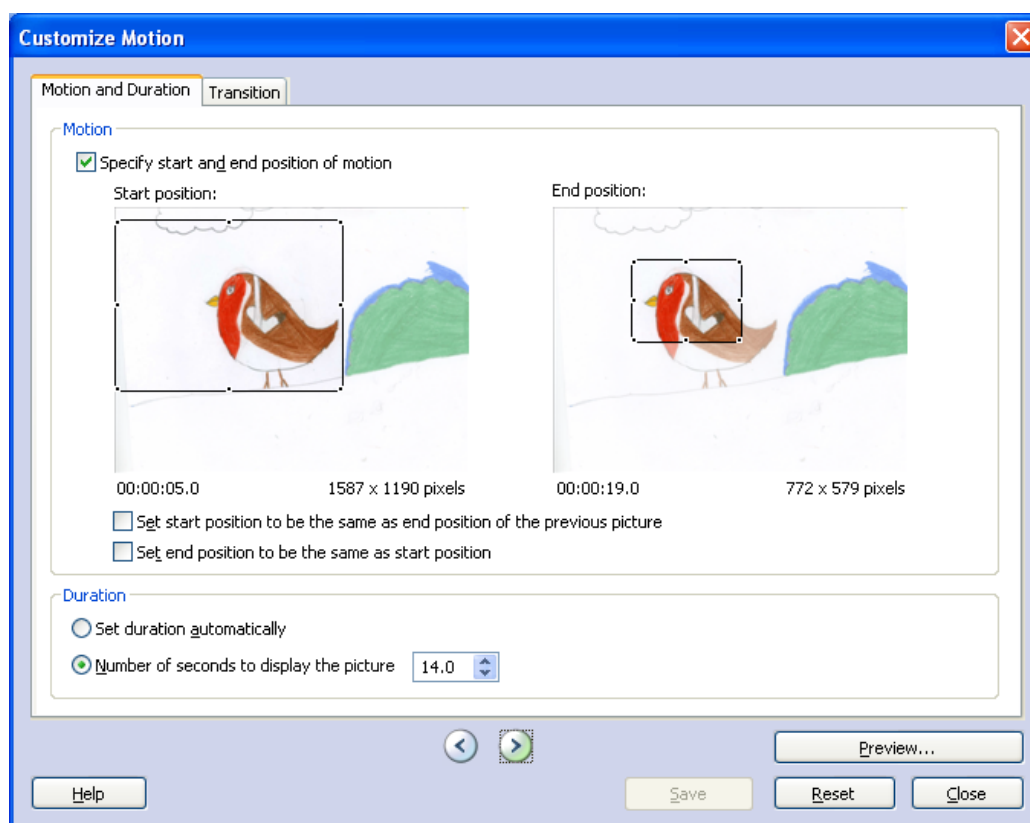 Customize Motion
Motion and Duration Transition
Motion
Specify start and end position of motion
Start position: End position:
00:00:05.0 1587 x 1190 pixels 00:00:19.0 772 x 579 pixels
Set start position to be the same as end position of the previous picture
Set end position to be the same as start position
Duration
Set duration automatically
Number of seconds to display the picture 14.0
Preview...
Help Save Reset Close